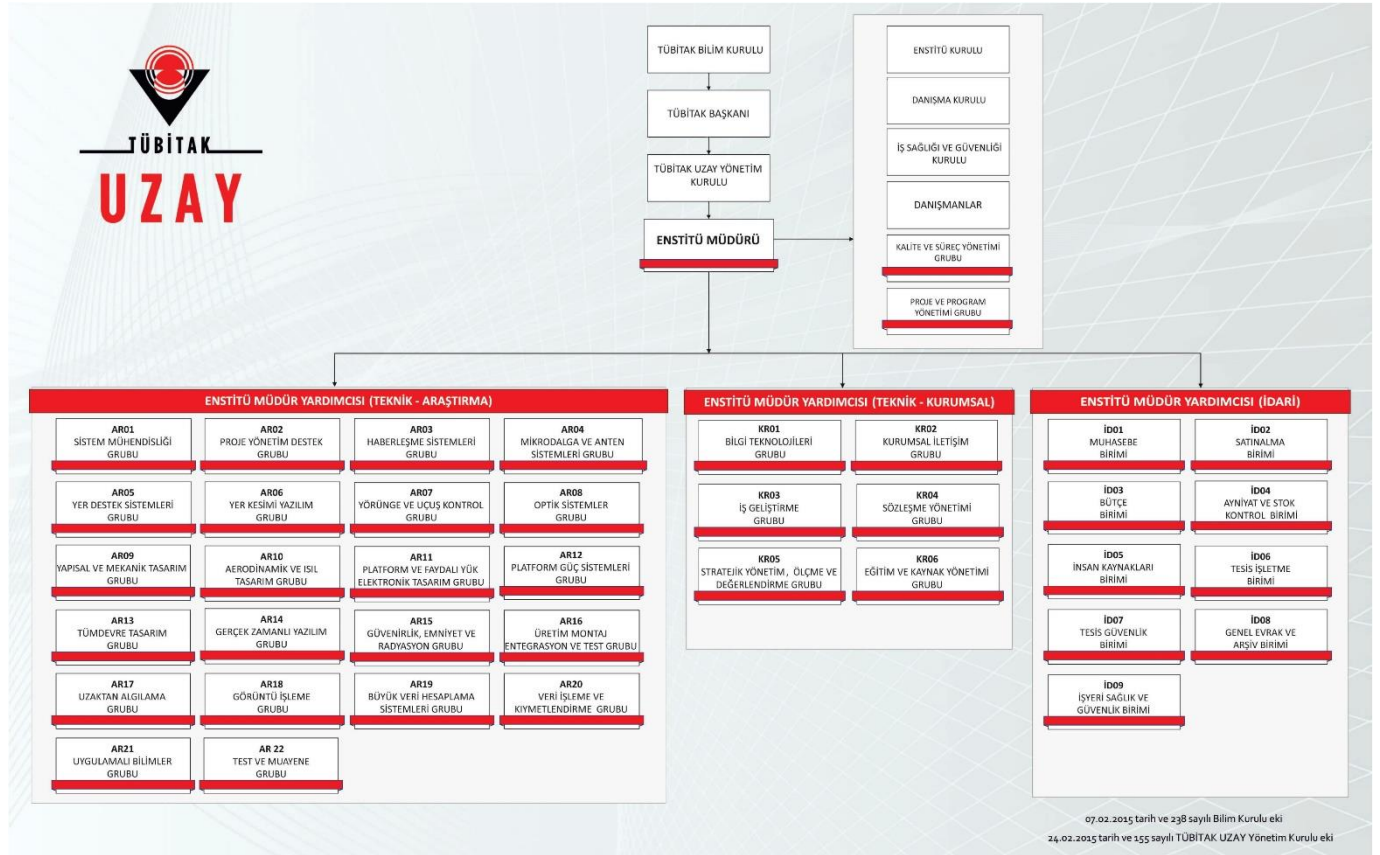 TÜBİTAK
UZAY
TÜBİTAK BİLİM KURULU
TÜBİTAK BAŞKANI
TÜBİTAK UZAY YÖNETİM
KURULU
ENSTİTÜ MÜDÜRÜ
ENSTİTÜ KURULU
DANIŞMA KURULU
İŞ SAĞLIĞI VE GÜVENLİĞİ
KURULU
DANIŞMANLAR
KALİTE VE SÜREÇ YÖNETİMİ
GRUBU
PROJE VE PROGRAM
YÖNETİMİ GRUBU
ENSTİTÜ MÜDÜR YARDIMCISI (TEKNİK - ARAŞTIRMA)
AR01
SİSTEM MÜHENDİSLİĞİ
GRUBU
AR02
PROJE YÖNETİM DESTEK
GRUBU
AR03
HABERLEŞME SİSTEMLERİ
GRUBU
AR04
MİKRODALGA VE ANTEN
SİSTEMLERİ GRUBU
AR05
YER DESTEK SİSTEMLERİ
GRUBU
AR06
YER KESİMİ YAZILIM
GRUBU
AR07
YÖRÜNGE VE UÇUŞ KONTROL
GRUBU
AR08
OPTİK SİSTEMLER
GRUBU
AR09
YAPISAL VE MEKANİK TASARIM
GRUBU
AR10
AERODİNAMİK VE ISIL
TASARIM GRUBU
AR11
PLATFORM VE FAYDALI YÜK
ELEKTRONİK TASARIM GRUBU
AR12
PLATFORM GÜÇ SİSTEMLERİ
GRUBU
AR13
TÜMDEVRE TASARIM
GRUBU
AR14
GERÇEK ZAMANLI YAZILIM
GRUBU
AR15
GÜVENİRLİK, EMNİYET VE
RADYASYON GRUBU
AR16
ÜRETİM MONTAJ
ENTEGRASYON VE TEST GRUBU
AR17
UZAKTAN ALGILAMA
GRUBU
AR18
GÖRÜNTÜ İŞLEME
GRUBU
AR19
BÜYÜK VERİ HESAPLAMA
SİSTEMLERİ GRUBU
AR20
VERİ İŞLEME VE
KIYMETLENDİRME GRUBU
AR21
UYGULAMALI BİLİMLER
GRUBU
AR 22
TEST VE MUAYENE
GRUBU
ENSTİTÜ MÜDÜR YARDIMCISI (TEKNİK - KURUMSAL)
KR01
BİLGİ TEKNOLOJİLERİ
GRUBU
KR02
KURUMSAL İLETİŞİM
GRUBU
KR03
İŞ GELİŞTİRME
GRUBU
KR04
SÖZLEŞME YÖNETİMİ
GRUBU
KR05
STRATEJİK YÖNETİM , ÖLÇME VE
DEĞERLENDİRME GRUBU
KR06
EĞİTİM VE KAYNAK YÖNETİMİ
GRUBU
ENSTİTÜ MÜDÜR YARDIMCISI (İDARİ)
İD01
MUHASEBE
BİRİMİ
İD02
SATINALMA
BİRİMİ
İD03
BÜTÇE
BİRİMİ
İD04
AYNİYAT VE STOK
KONTROL BİRİMİ
İD05
İNSAN KAYNAKLARI
BİRİMİ
İD06
TESİS İŞLETME
BİRİMİ
İD07
TESİS GÜVENLİK
BİRİMİ
İD08
GENEL EVRAK VE
ARŞİV BİRİMİ
İD09
İŞYERİ SAĞLIK VE
GÜVENLİK BİRİMİ
07.02.2015 tarih ve 238 sayılı Bilim Kurulu eki
24.02.2015 tarih ve 155 sayılı TÜBİTAK UZAY Yönetim Kurulu eki